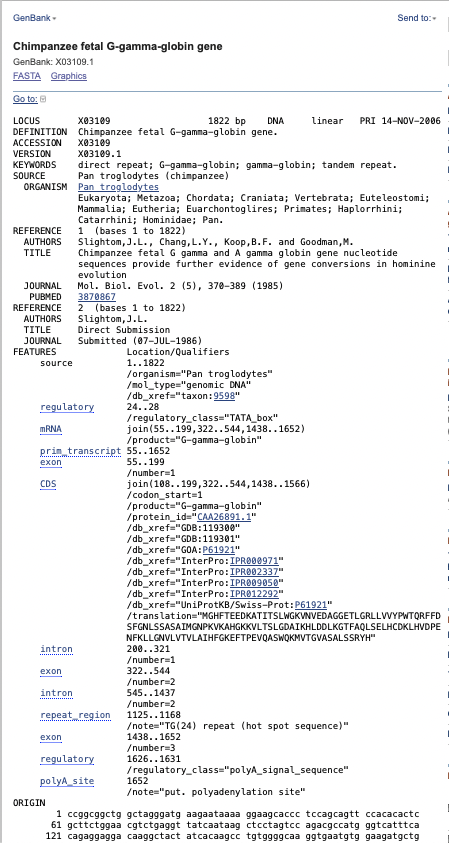 GenBank
Send to:
Chimpanzee fetal G-gamma-globin gene
GenBank: X03109.1
FASTA Graphics
Go to:
LOCUS X03109 1822 bp DNA linear PRI 14-NOV-2006
DEFINITION Chimpanzee fetal G-gamma-globin gene.
ACCESSION X03109
VERSION X03109.1
KEYWORDS direct repeat; G-gamma-globin; gamma-globin; tandem repeat.
SOURCE Pan troglodytes (chimpanzee)
ORGANISM Pan troglodytes
Eukaryota; Metazoa; Chordata; Craniata; Vertebrata; Euteleostomi;
Mammalia; Eutheria; Euarchontoglires; Primates; Haplorrhini;
Catarrhini; Hominidae; Pan.
REFERENCE 1 (bases 1 to 1822)
AUTHORS Slightom,J.L., Chang,L.Y., Koop,B.F. and Goodman,M.
TITLE Chimpanzee fetal G gamma and A gamma globin gene nucleotide
sequences provide further evidence of gene conversions in hominine
evolution
JOURNAL Mol. Biol. Evol. 2 (5), 370-389 (1985)
PUBMED 3870867
REFERENCE 2 (bases 1 to 1822)
AUTHORS Slightom,J.L.
TITLE Direct Submission
JOURNAL Submitted (07-JUL-1986)
FEATURES Location/Qualifiers
source 1..1822
/organism="Pan troglodytes"
/mol_type="genomic DNA"
/db_xref="taxon:9598"
regulatory 24..28
/regulatory_class="TATA_box"
mRNA join(55..199,322..544,1438..1652)
/product="G-gamma-globin"
prim_transcript 55..1652
exon 55..199
/number=1
CDS join(108..199,322..544,1438..1566)
/codon_start=1
/product="G-gamma-globin"
/protein_id="CAA26891.1"
/db_xref="GDB:119300"
/db_xref="GDB:119301"
/db_xref="GOA:P61921"
/db_xref="InterPro:IPR000971"
/db_xref="InterPro:IPR002337"
/db_xref="InterPro:IPR009050"
/db_xref="InterPro:IPR012292"
/db_xref="UniProtKB/Swiss-Prot:P61921"
/translation="MGHFTEEDKATITSLWGKVNVEDAGGETLGRLLVVYPWTQRFFD
SFGNLSSASAIMGNPKVKAHGKKVLTSLGDAIKHLDDLKGTFAQLSELHCDKLHVDPE
NFKLLGNVLVTVLAIHFGKEFTPEVQASWQKMVTGVASALSSRYH"
intron 200..321
/number=1
exon 322..544
/number=2
intron 545..1437
/number=2
repeat_region 1125..1168
/note="TG(24) repeat (hot spot sequence)"
exon 1438..1652
/number=3
regulatory 1626..1631
/regulatory_class="polyA_signal_sequence"
polyA_site 1652
/note="put. polyadenylation site"
ORIGIN
1 ccggcggctg gctagggatg aagaataaaa ggaagcaccc tccagcagtt ccacacactc
61 gcttctggaa cgtctgaggt tatcaataag ctcctagtcc agacgccatg ggtcatttca
121 cagaggagga caaggctact atcacaagcc tgtggggcaa ggtgaatgtg gaagatgctg